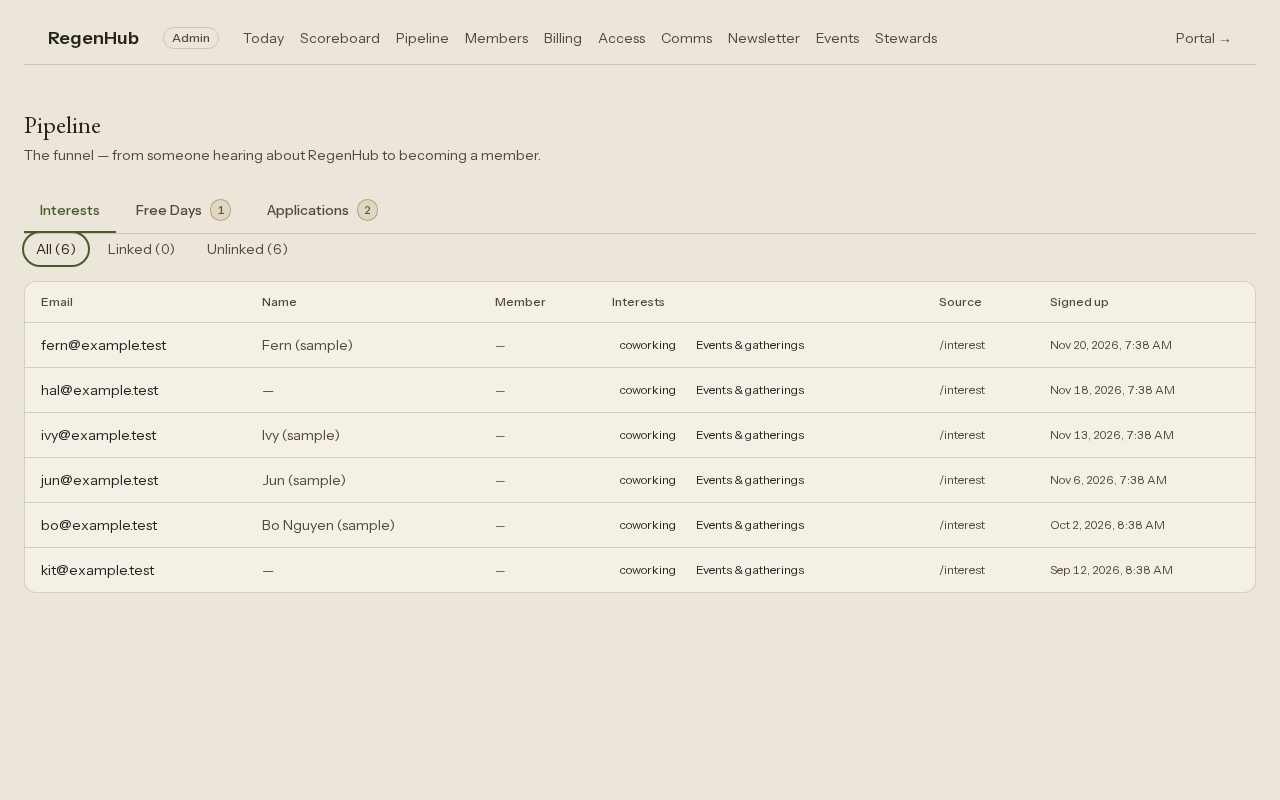 RegenHub Admin Today Scoreboard Pipeline Members Billing Access Comms Newsletter Events Stewards Portal →
Pipeline
The funnel — from someone hearing about RegenHub to becoming a member.
Interests Free Days 1 Applications 2
All (6) Linked (0) Unlinked (6)
Email Name Member Interests Source Signed up
fern@example.test Fern (sample) — coworking Events & gatherings /interest Nov 20, 2026, 7:38 AM
hal@example.test — — coworking Events & gatherings /interest Nov 18, 2026, 7:38 AM
ivy@example.test Ivy (sample) — coworking Events & gatherings /interest Nov 13, 2026, 7:38 AM
jun@example.test Jun (sample) — coworking Events & gatherings /interest Nov 6, 2026, 7:38 AM
bo@example.test Bo Nguyen (sample) — coworking Events & gatherings /interest Oct 2, 2026, 8:38 AM
kit@example.test — — coworking Events & gatherings /interest Sep 12, 2026, 8:38 AM